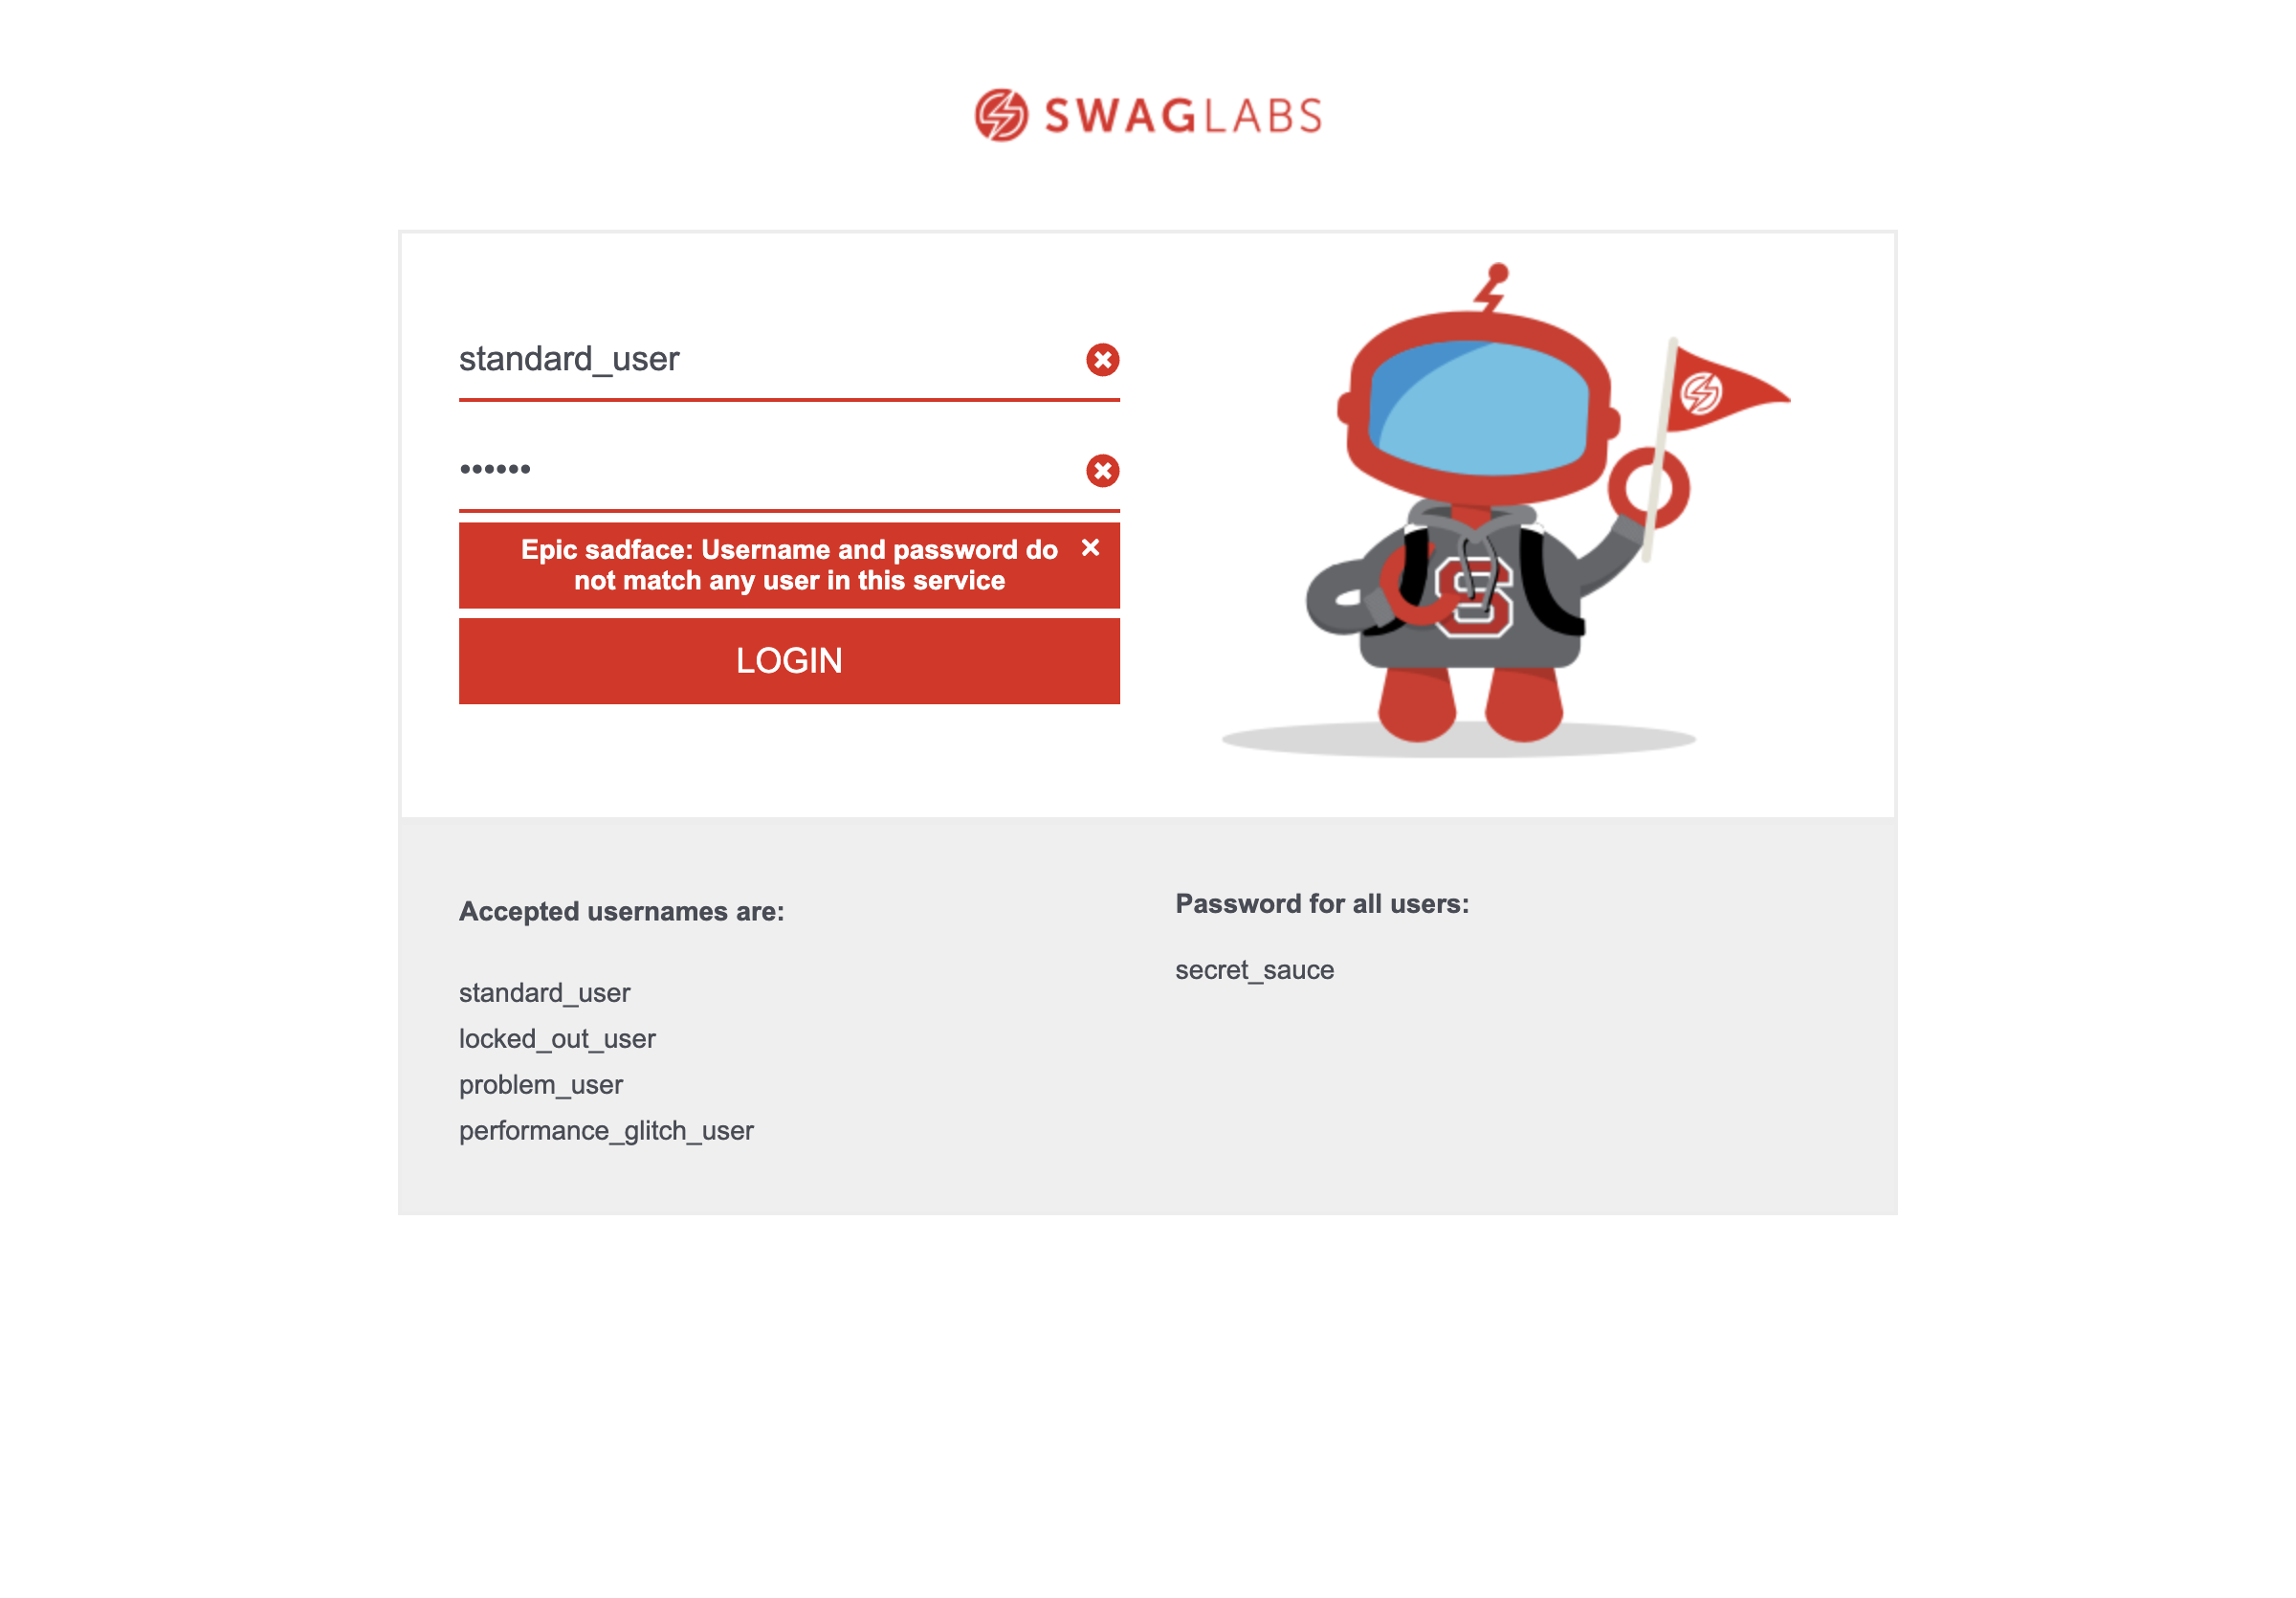 SWAGLABS
standard_user
••••••
Epic sadface: Username and password do
not match any user in this service
LOGIN
S
Accepted usernames are:
standard_user
locked_out_user
problem_user
performance_glitch_user
Password for all users:
secret_sauce